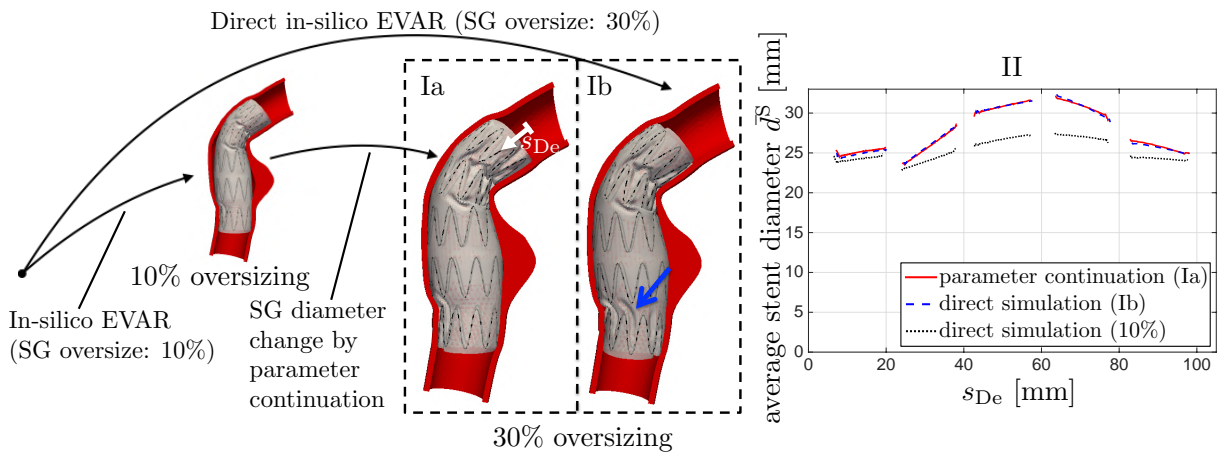 Direct in-silico EVAR (SG oversize: 30%)
Ia
Ib
s_De
10% oversizing
In-silico EVAR
(SG oversize: 10%)
SG diameter
change by
parameter
continuation
30% oversizing
II
average stent diameter d̄^S [mm]
30
25
20
15
10
5
0
0
20
40
60
80
100
s_De [mm]
parameter continuation (Ia)
direct simulation (Ib)
direct simulation (10%)